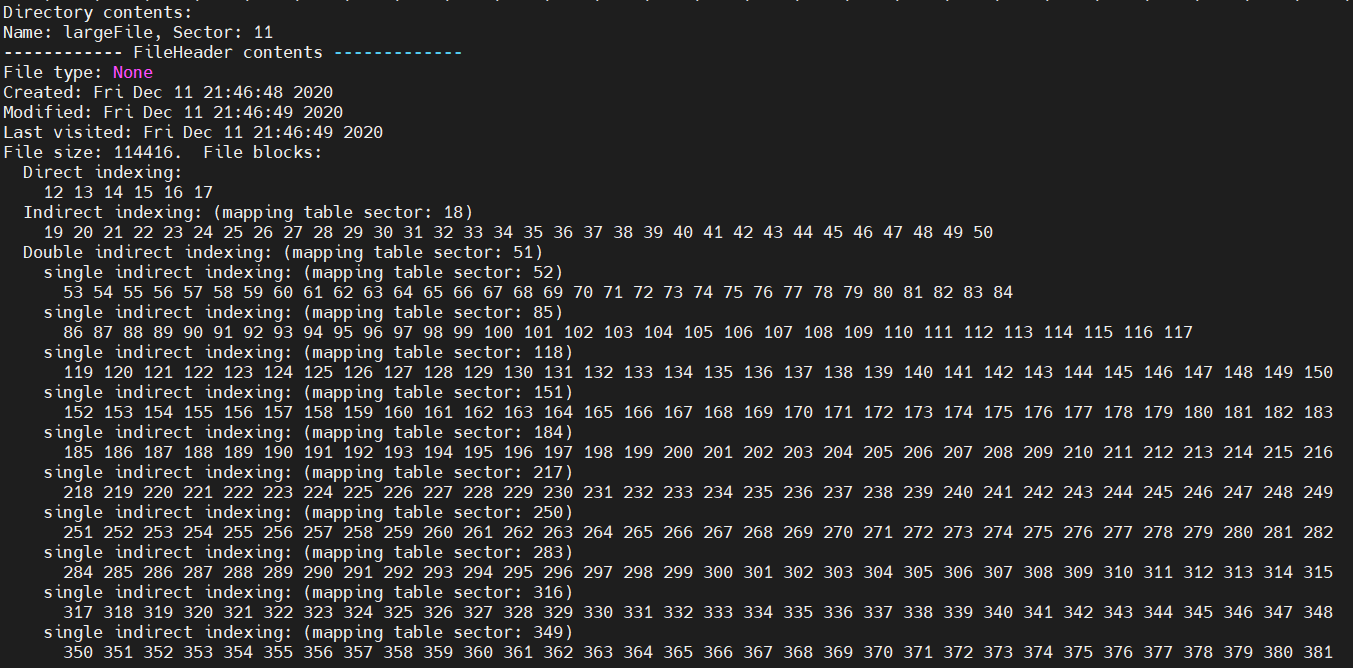 Directory contents:
Name: largeFile, Sector: 11
------------ FileHeader contents -------------
File type: None
Created: Fri Dec 11 21:46:48 2020
Modified: Fri Dec 11 21:46:49 2020
Last visited: Fri Dec 11 21:46:49 2020
File size: 114416.  File blocks:
  Direct indexing:
    12 13 14 15 16 17
  Indirect indexing: (mapping table sector: 18)
    19 20 21 22 23 24 25 26 27 28 29 30 31 32 33 34 35 36 37 38 39 40 41 42 43 44 45 46 47 48 49 50
  Double indirect indexing: (mapping table sector: 51)
    single indirect indexing: (mapping table sector: 52)
      53 54 55 56 57 58 59 60 61 62 63 64 65 66 67 68 69 70 71 72 73 74 75 76 77 78 79 80 81 82 83 84
    single indirect indexing: (mapping table sector: 85)
      86 87 88 89 90 91 92 93 94 95 96 97 98 99 100 101 102 103 104 105 106 107 108 109 110 111 112 113 114 115 116 117
    single indirect indexing: (mapping table sector: 118)
      119 120 121 122 123 124 125 126 127 128 129 130 131 132 133 134 135 136 137 138 139 140 141 142 143 144 145 146 147 148 149 150
    single indirect indexing: (mapping table sector: 151)
      152 153 154 155 156 157 158 159 160 161 162 163 164 165 166 167 168 169 170 171 172 173 174 175 176 177 178 179 180 181 182 183
    single indirect indexing: (mapping table sector: 184)
      185 186 187 188 189 190 191 192 193 194 195 196 197 198 199 200 201 202 203 204 205 206 207 208 209 210 211 212 213 214 215 216
    single indirect indexing: (mapping table sector: 217)
      218 219 220 221 222 223 224 225 226 227 228 229 230 231 232 233 234 235 236 237 238 239 240 241 242 243 244 245 246 247 248 249
    single indirect indexing: (mapping table sector: 250)
      251 252 253 254 255 256 257 258 259 260 261 262 263 264 265 266 267 268 269 270 271 272 273 274 275 276 277 278 279 280 281 282
    single indirect indexing: (mapping table sector: 283)
      284 285 286 287 288 289 290 291 292 293 294 295 296 297 298 299 300 301 302 303 304 305 306 307 308 309 310 311 312 313 314 315
    single indirect indexing: (mapping table sector: 316)
      317 318 319 320 321 322 323 324 325 326 327 328 329 330 331 332 333 334 335 336 337 338 339 340 341 342 343 344 345 346 347 348
    single indirect indexing: (mapping table sector: 349)
      350 351 352 353 354 355 356 357 358 359 360 361 362 363 364 365 366 367 368 369 370 371 372 373 374 375 376 377 378 379 380 381